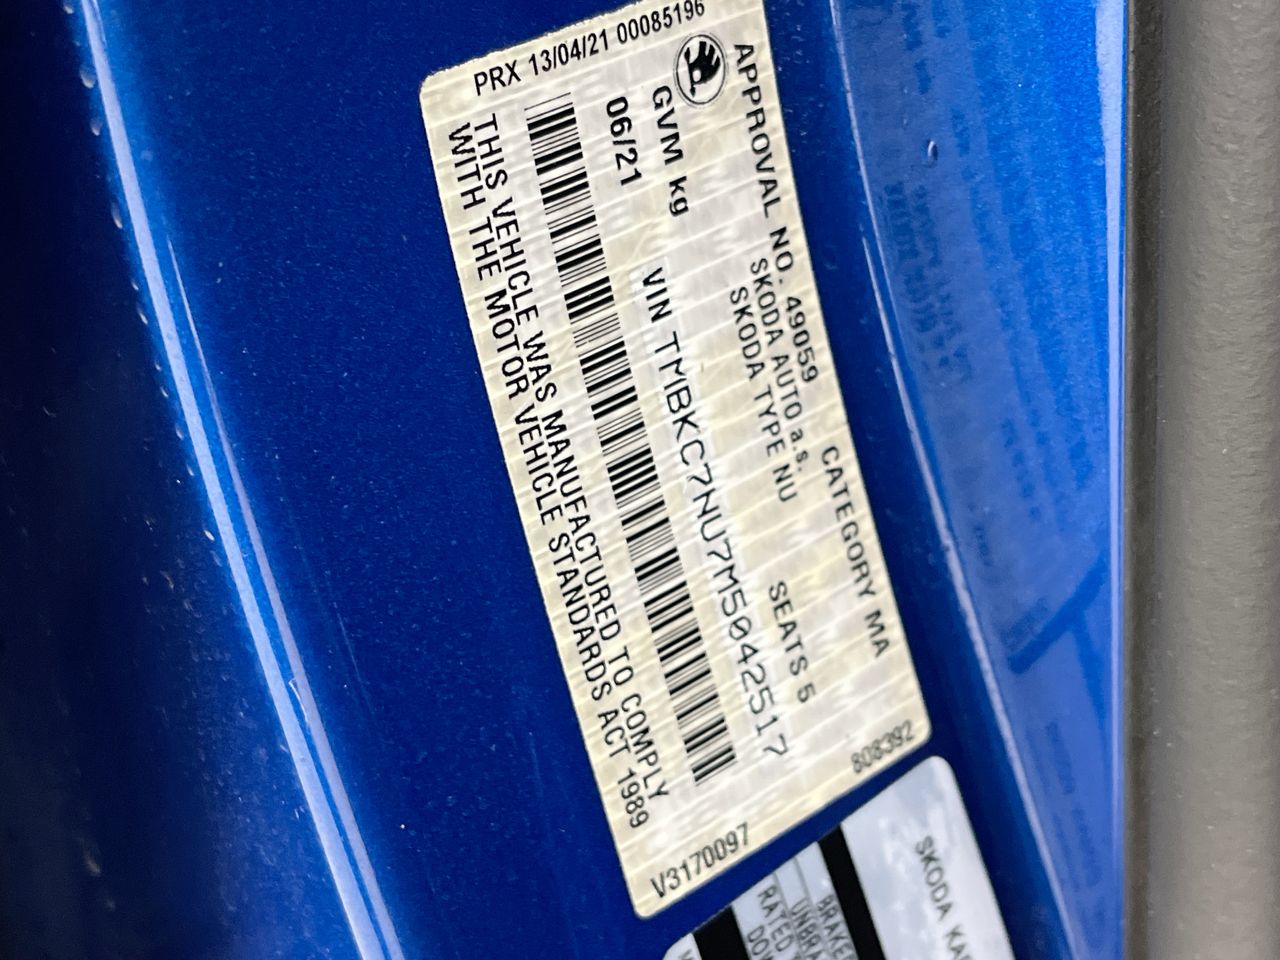 PRX 13/04/21 00085196
APPROVAL NO. 49059 CATEGORY MA
SKODA AUTO a.s.
SKODA TYPE NU SEATS 5
GVM kg
06/21 VIN TMBKC7NU7M5042517
THIS VEHICLE WAS MANUFACTURED TO COMPLY
WITH THE MOTOR VEHICLE STANDARDS ACT 1989
808392
V3170097
SKODA
RATED